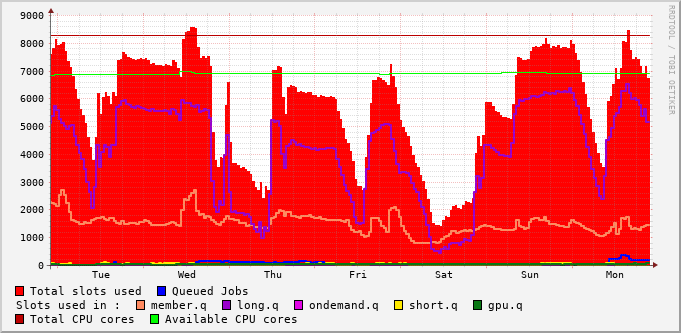 RRDTOOL / TOBI OETIKER
9000
8000
7000
6000
5000
4000
3000
2000
1000
0
Tue Wed Thu Fri Sat Sun Mon
Total slots used Queued Jobs
Slots used in : member.q long.q ondemand.q short.q gpu.q
Total CPU cores Available CPU cores